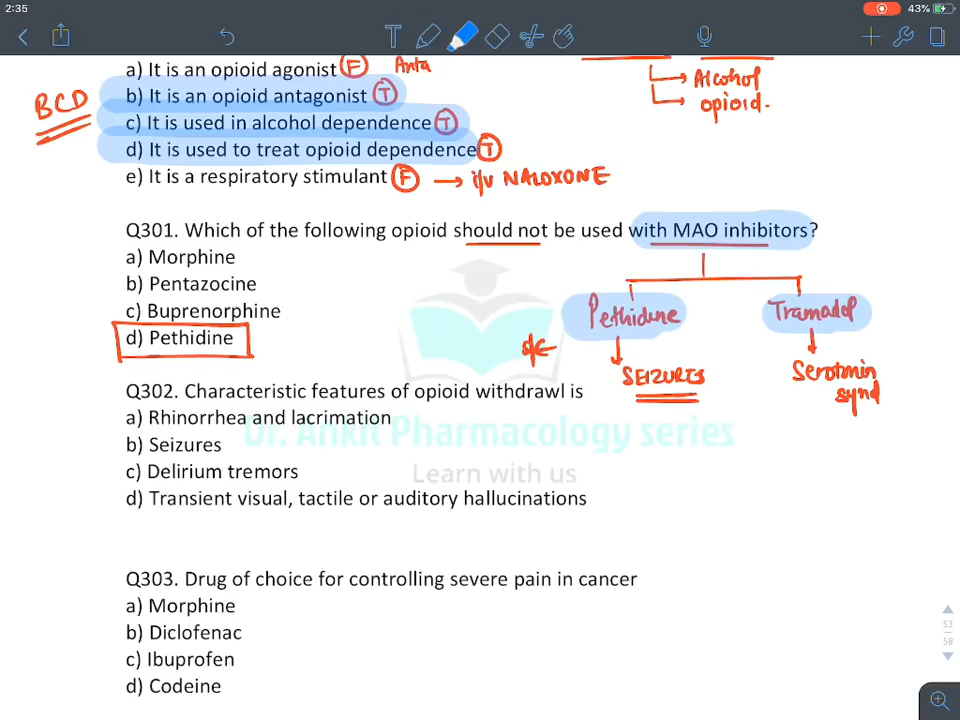 2:35
43%
a) It is an opioid agonist F Anta
Alcohol
b) It is an opioid antagonist T
opioid.
BCD
c) It is used in alcohol dependence T
d) It is used to treat opioid dependence T
e) It is a respiratory stimulant F → i/v NALOXONE
Q301. Which of the following opioid should not be used with MAO inhibitors?
a) Morphine
b) Pentazocine
c) Buprenorphine
Pethidine Tramadol
d) Pethidine
SEIZURES
Serotonin
synd
Q302. Characteristic features of opioid withdrawl is
a) Rhinorrhea and lacrimation
Dr. Ankit Pharmacology series
b) Seizures
c) Delirium tremors
Learn with us
d) Transient visual, tactile or auditory hallucinations
Q303. Drug of choice for controlling severe pain in cancer
a) Morphine
b) Diclofenac
c) Ibuprofen
d) Codeine
53
58